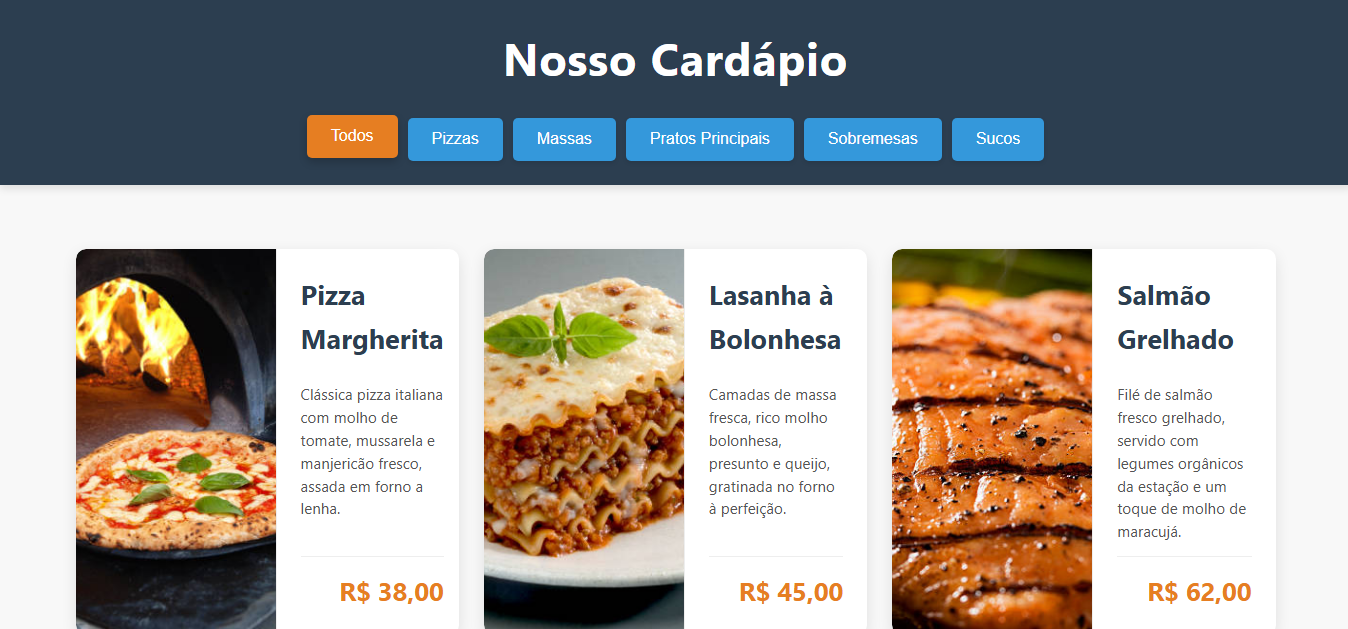 Nosso Cardápio
Todos
Pizzas
Massas
Pratos Principais
Sobremesas
Sucos
Pizza
Margherita
Clássica pizza italiana
com molho de
tomate, mussarela e
manjericão fresco,
assada em forno a
lenha.
R$ 38,00
Lasanha à
Bolonhesa
Camadas de massa
fresca, rico molho
bolonhesa,
presunto e queijo,
gratinada no forno
à perfeição.
R$ 45,00
Salmão
Grelhado
Filé de salmão
fresco grelhado,
servido com
legumes orgânicos
da estação e um
toque de molho de
maracujá.
R$ 62,00